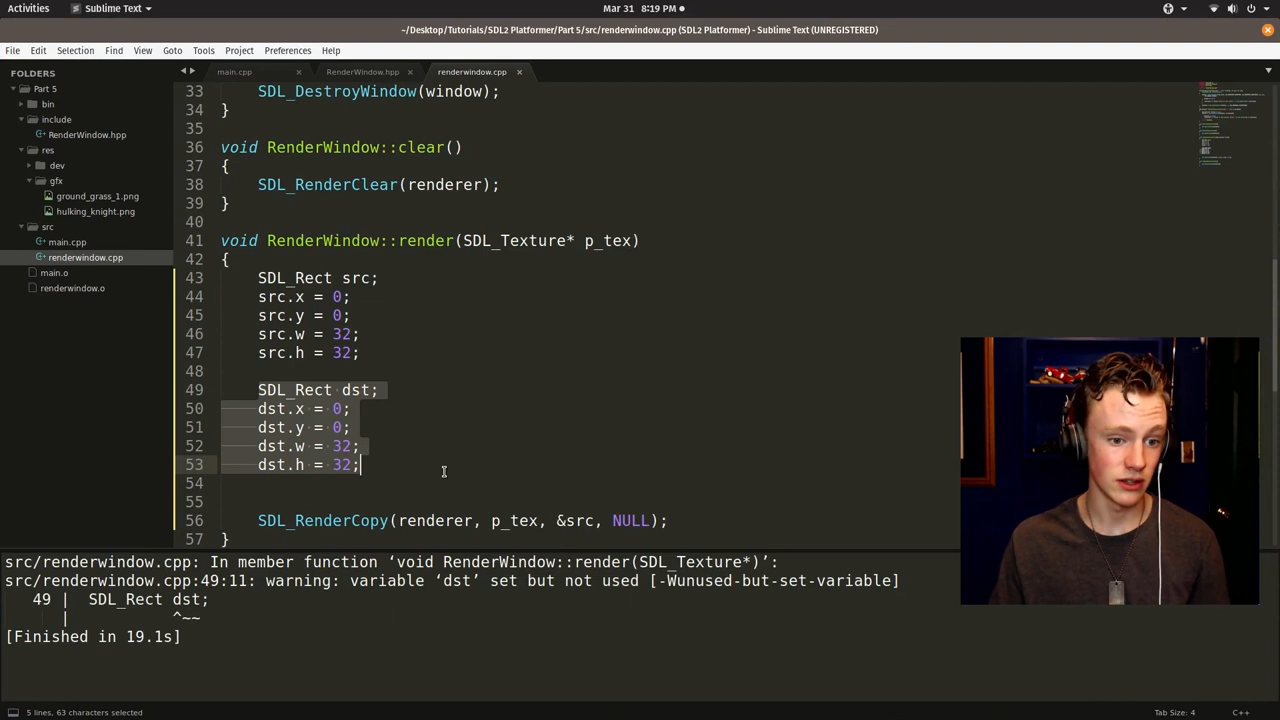 Activities
Sublime Text
Mar 31 8:19 PM
~/Desktop/Tutorials/SDL2 Platformer/Part 5/src/renderwindow.cpp (SDL2 Platformer) - Sublime Text (UNREGISTERED)
File Edit Selection Find View Goto Tools Project Preferences Help
FOLDERS
Part 5
bin
include
RenderWindow.hpp
res
dev
gfx
ground_grass_1.png
hulking_knight.png
src
main.cpp
renderwindow.cpp
main.o
renderwindow.o
main.cpp RenderWindow.hpp renderwindow.cpp
33 SDL_DestroyWindow(window);
34 }
35
36 void RenderWindow::clear()
37 {
38 SDL_RenderClear(renderer);
39 }
40
41 void RenderWindow::render(SDL_Texture* p_tex)
42 {
43 SDL_Rect src;
44 src.x = 0;
45 src.y = 0;
46 src.w = 32;
47 src.h = 32;
48
49 SDL_Rect dst;
50 dst.x = 0;
51 dst.y = 0;
52 dst.w = 32;
53 dst.h = 32;
54
55
56 SDL_RenderCopy(renderer, p_tex, &src, NULL);
57 }
src/renderwindow.cpp: In member function ‘void RenderWindow::render(SDL_Texture*)’:
src/renderwindow.cpp:49:11: warning: variable ‘dst’ set but not used [-Wunused-but-set-variable]
49 | SDL_Rect dst;
| ^~~
[Finished in 19.1s]
5 lines, 63 characters selected
Tab Size: 4
C++